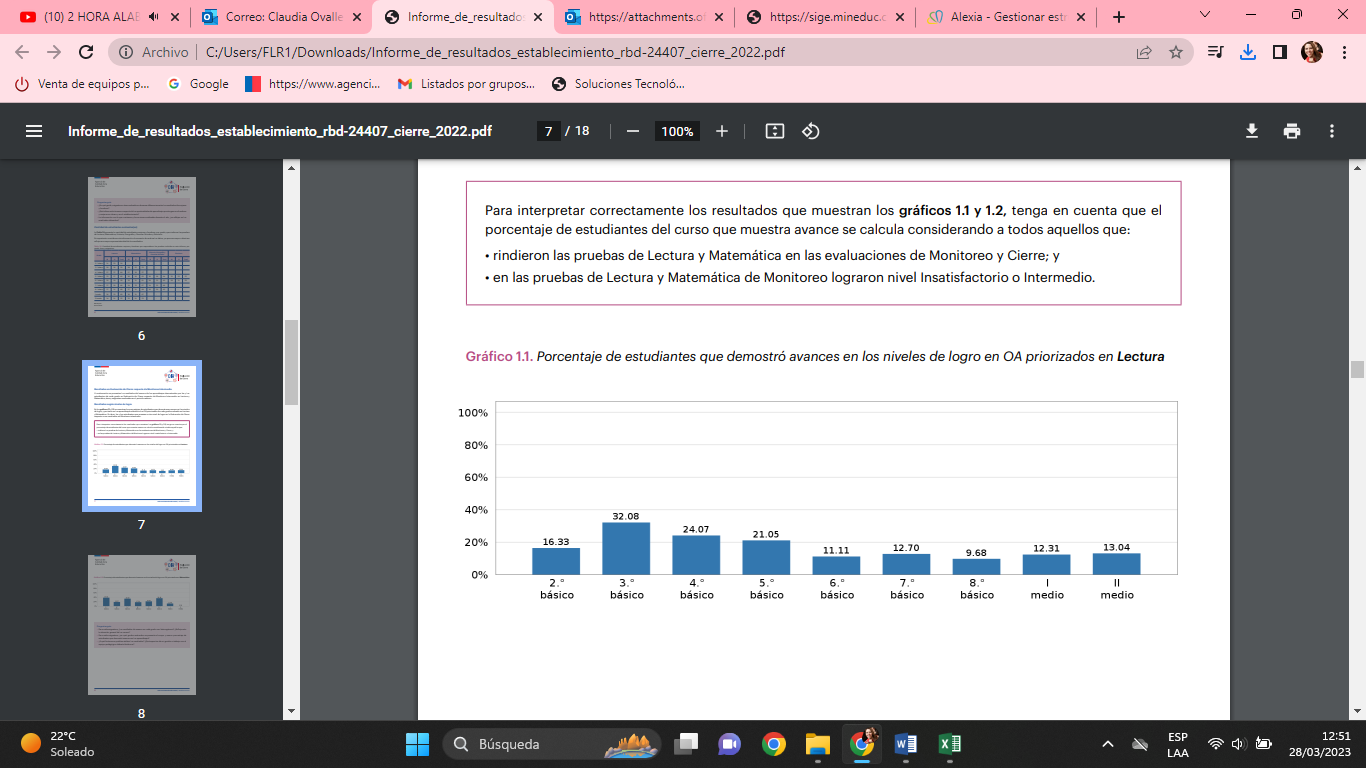 (10) 2 HORA ALAB
Correo: Claudia Ovalle
Informe_de_resultados
https://attachments.of
https://sige.mineduc.c
Alexia - Gestionar estr
Archivo
C:/Users/FLR1/Downloads/Informe_de_resultados_establecimiento_rbd-24407_cierre_2022.pdf
Venta de equipos p...
Google
https://www.agenci...
Listados por grupos...
Soluciones Tecnoló...
Informe_de_resultados_establecimiento_rbd-24407_cierre_2022.pdf
7 / 18
100%
6
7
8
Para interpretar correctamente los resultados que muestran los gráficos 1.1 y 1.2, tenga en cuenta que el
porcentaje de estudiantes del curso que muestra avance se calcula considerando a todos aquellos que:
• rindieron las pruebas de Lectura y Matemática en las evaluaciones de Monitoreo y Cierre; y
• en las pruebas de Lectura y Matemática de Monitoreo lograron nivel Insatisfactorio o Intermedio.
Gráfico 1.1. Porcentaje de estudiantes que demostró avances en los niveles de logro en OA priorizados en Lectura
100%
80%
60%
40%
20%
0%
16.33
32.08
24.07
21.05
11.11
12.70
9.68
12.31
13.04
2.° básico
3.° básico
4.° básico
5.° básico
6.° básico
7.° básico
8.° básico
I medio
II medio
22°C
Soleado
Búsqueda
ESP
LAA
12:51
28/03/2023